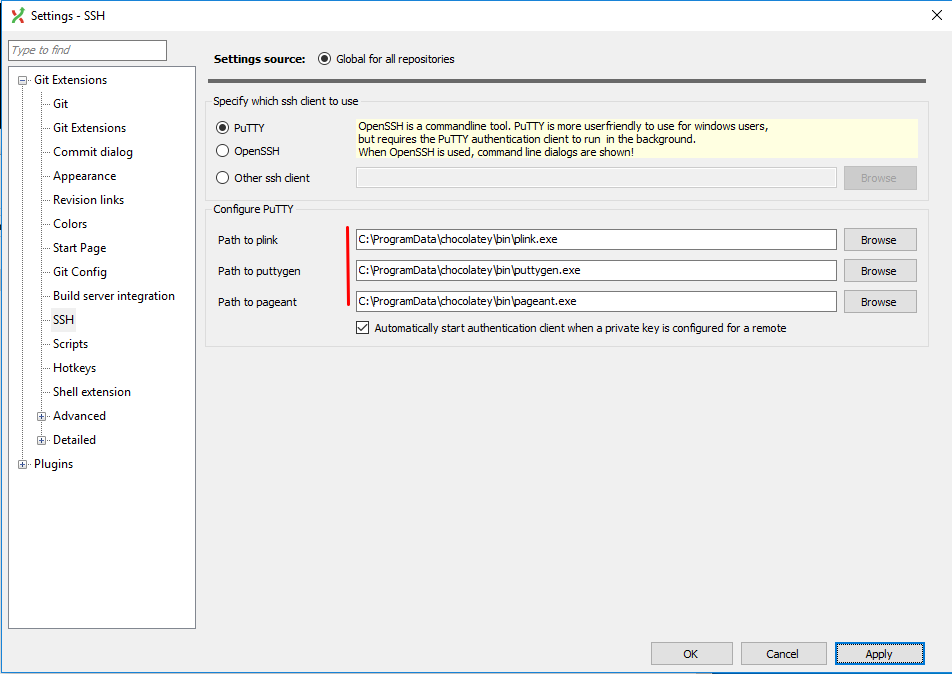 Settings - SSH
Type to find
Git Extensions
Git
Git Extensions
Commit dialog
Appearance
Revision links
Colors
Start Page
Git Config
Build server integration
SSH
Scripts
Hotkeys
Shell extension
Advanced
Detailed
Plugins
Settings source: Global for all repositories
Specify which ssh client to use
PuTTY
OpenSSH
Other ssh client
OpenSSH is a commandline tool. PuTTY is more userfriendly to use for windows users,
but requires the PuTTY authentication client to run in the background.
When OpenSSH is used, command line dialogs are shown!
Browse
Configure PuTTY
Path to plink C:\ProgramData\chocolatey\bin\plink.exe Browse
Path to puttygen C:\ProgramData\chocolatey\bin\puttygen.exe Browse
Path to pageant C:\ProgramData\chocolatey\bin\pageant.exe Browse
Automatically start authentication client when a private key is configured for a remote
OK Cancel Apply